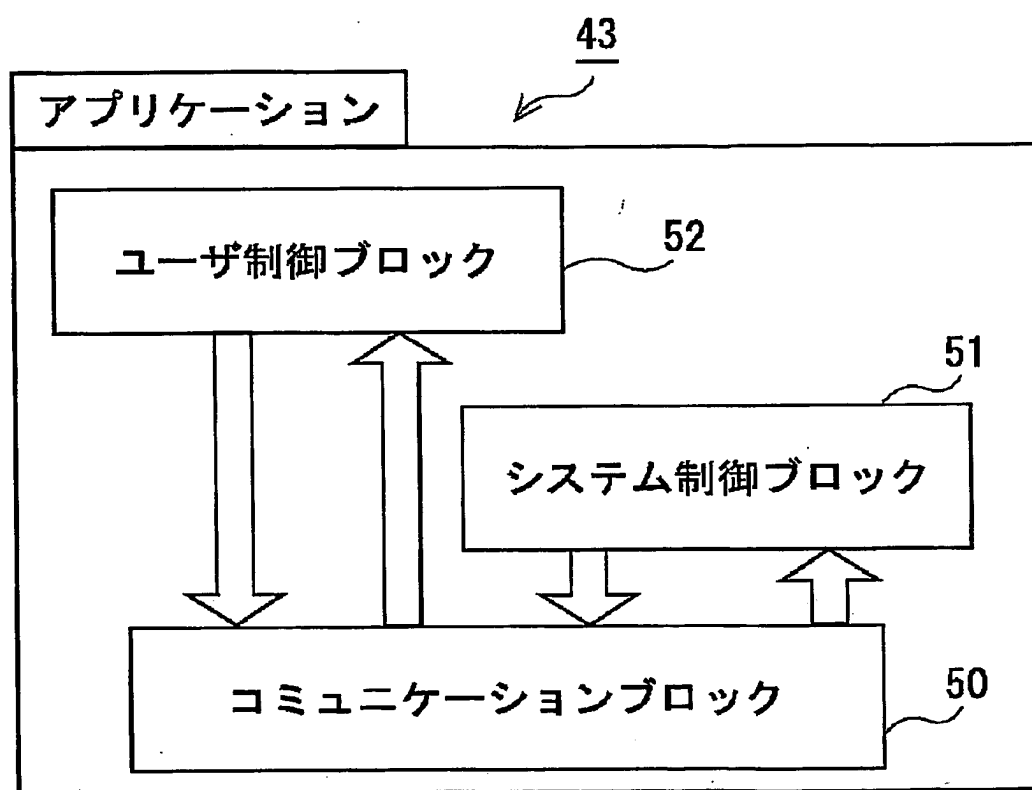 43
アプリケーション
ユーザ制御ブロック
52
51
システム制御ブロック
コミュニケーションブロック
50